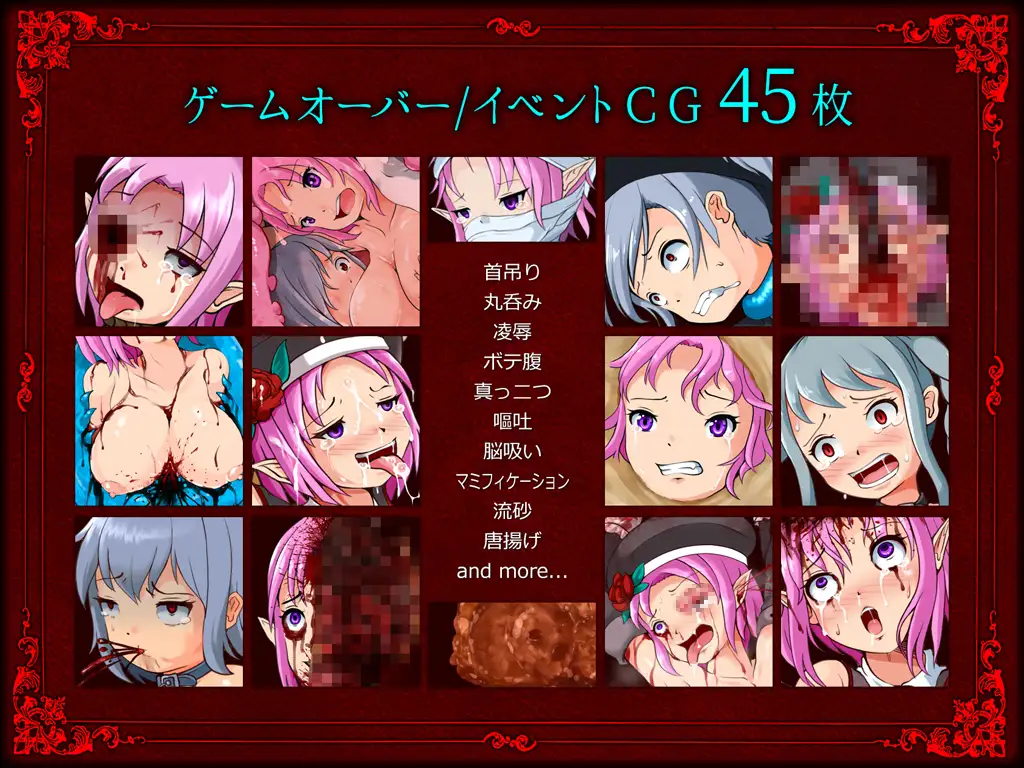 ゲームオーバー/イベントCG 45 枚
首吊り
丸呑み
凌辱
ボテ腹
真っ二つ
嘔吐
脳吸い
マミフィケーション
流砂
唐揚げ
and more...